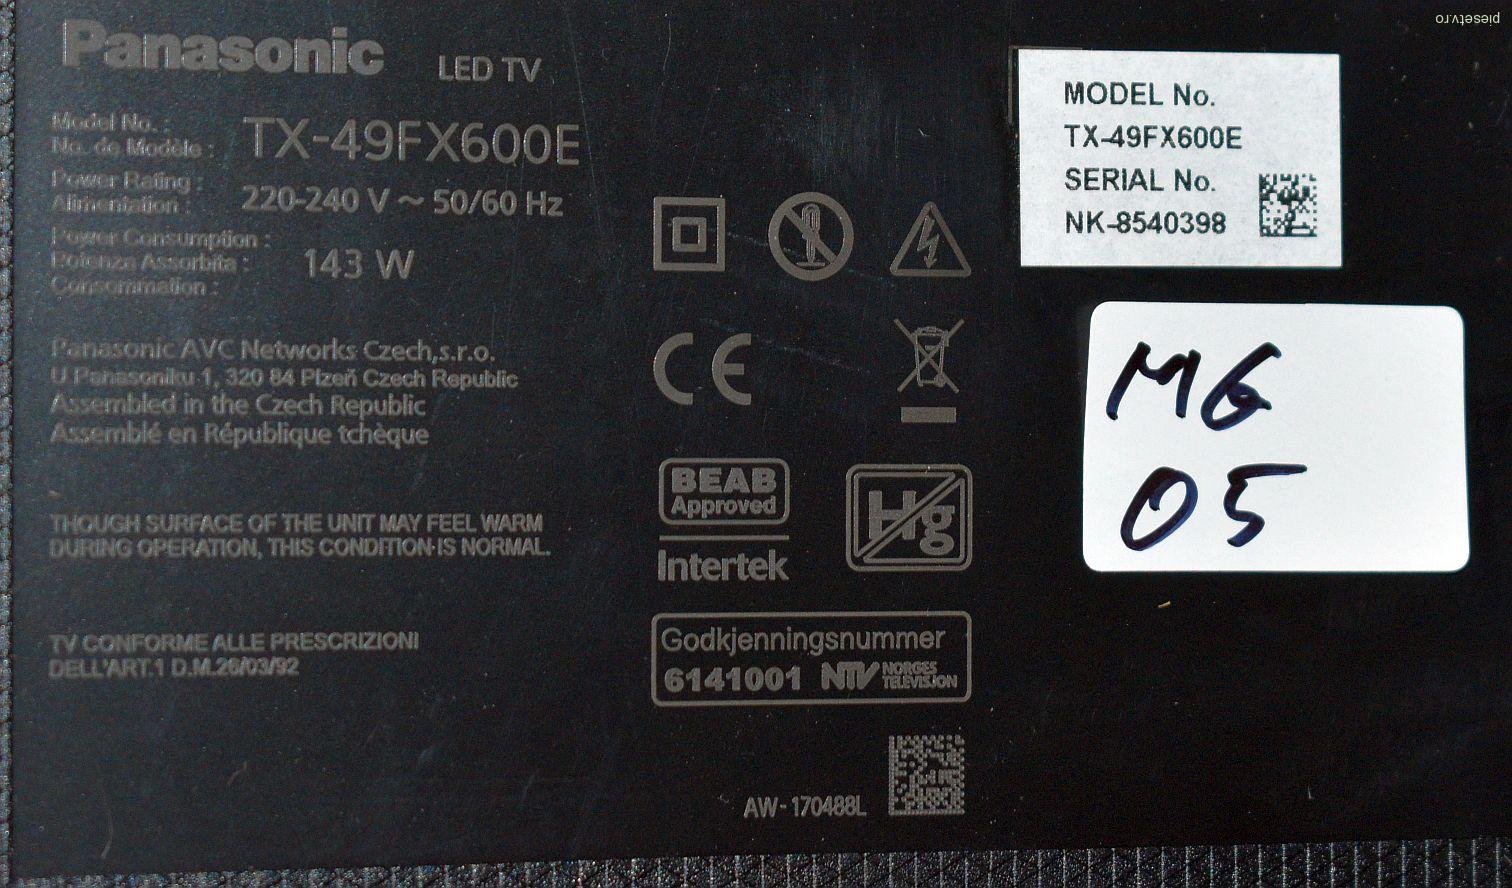 Panasonic LED TV
Model No. :
No. de Modèle : TX-49FX600E
Power Rating :
Alimentation : 220-240 V ~ 50/60 Hz
Power Consumption :
Potenza Assorbita : 143 W
Consommation :
Panasonic AVC Networks Czech,s.r.o.
U Panasoniku 1, 320 84 Plzeň Czech Republic
Assembled in the Czech Republic
Assemblé en République tchèque
THOUGH SURFACE OF THE UNIT MAY FEEL WARM
DURING OPERATION, THIS CONDITION IS NORMAL.
TV CONFORME ALLE PRESCRIZIONI
DELL'ART.1 D.M.26/03/92
CE
BEAB
Approved
Intertek
Hg
Godkjenningsnummer
6141001 NTV NORGES
TELEVISJON
AW-170488L
MODEL No.
TX-49FX600E
SERIAL No.
NK-8540398
MG
05
piesetv.ro